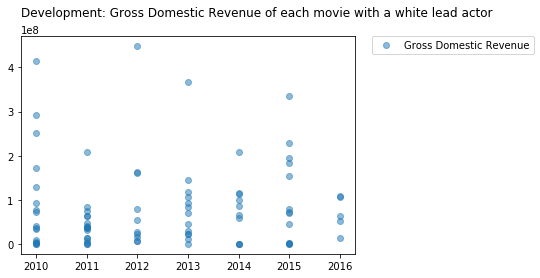 Development: Gross Domestic Revenue of each movie with a white lead actor
1e8
Gross Domestic Revenue
4
3
2
1
0
2010 2011 2012 2013 2014 2015 2016